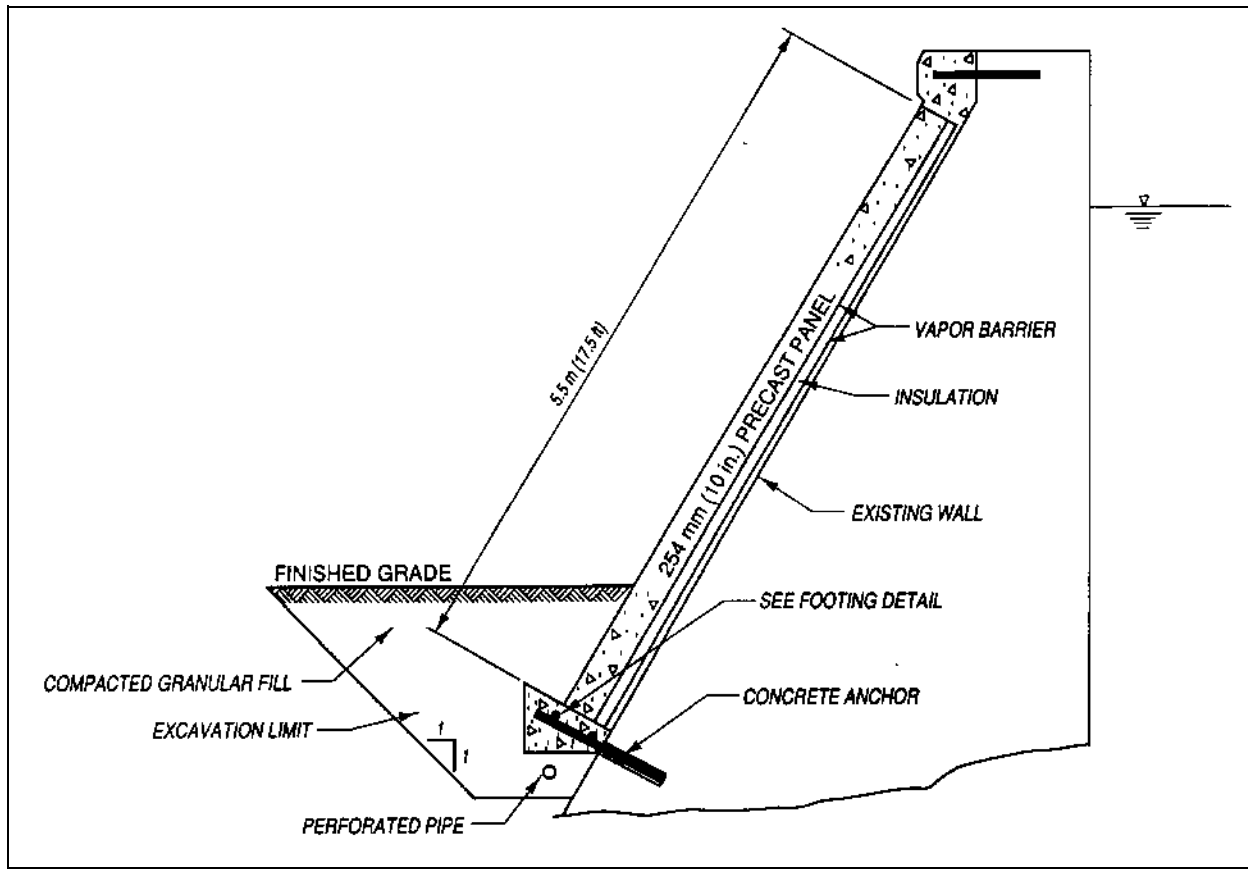 5.5 m (17.5 ft)
254 mm (10 in.) PRECAST PANEL
VAPOR BARRIER
INSULATION
EXISTING WALL
FINISHED GRADE
SEE FOOTING DETAIL
COMPACTED GRANULAR FILL
CONCRETE ANCHOR
EXCAVATION LIMIT
1
1
PERFORATED PIPE